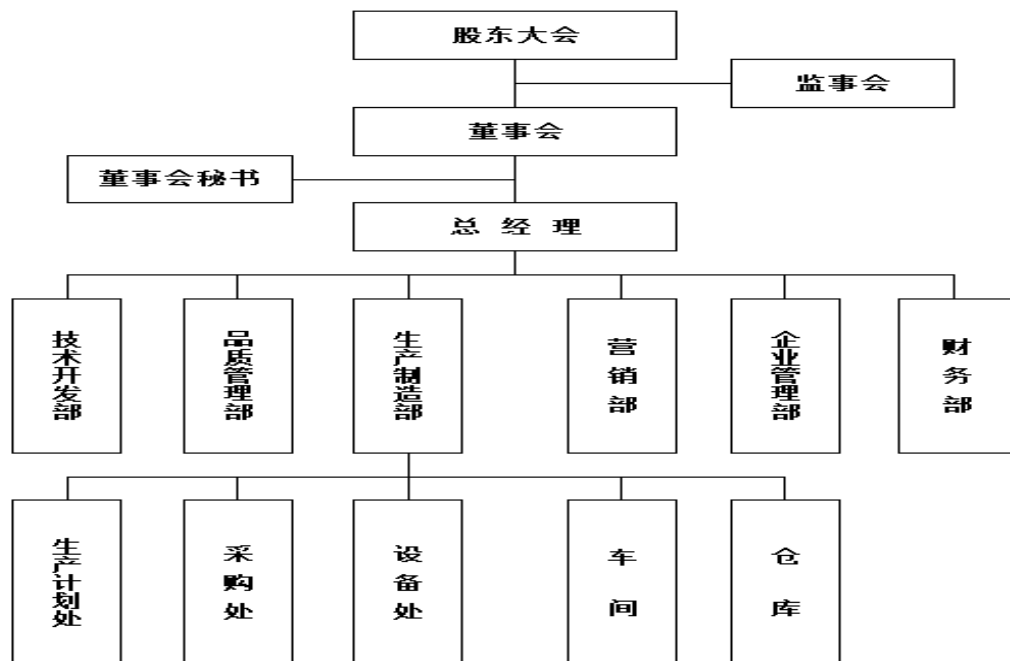 股东大会
监事会
董事会
董事会秘书
总经理
技术开发部
品质管理部
生产制造部
营销部
企业管理部
财务部
生产计划处
采购处
设备处
车间
仓库